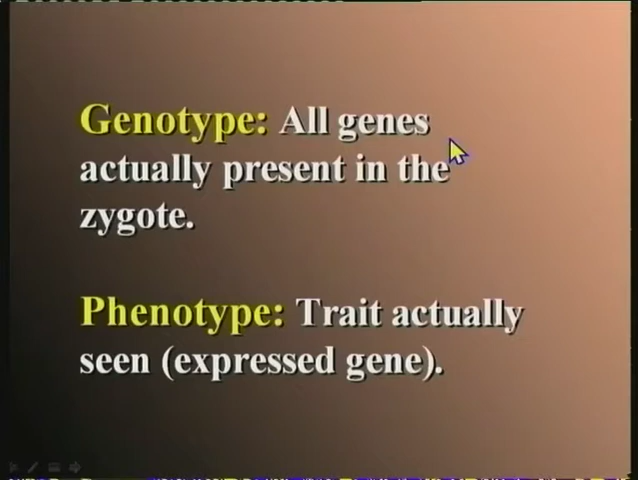 Genotype: All genes
actually present in the
zygote.
Phenotype: Trait actually
seen (expressed gene).